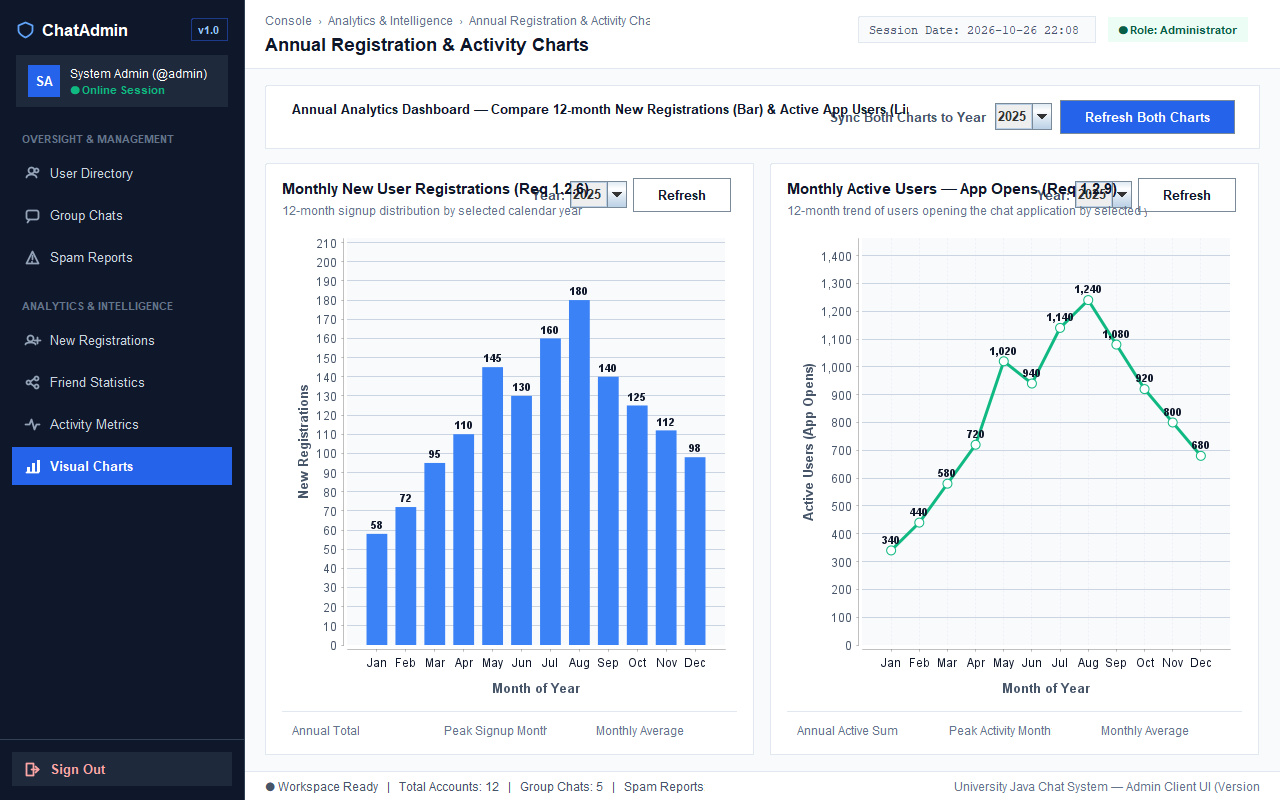 ChatAdmin
v1.0
SA
System Admin (@admin)
Online Session
OVERSIGHT & MANAGEMENT
User Directory
Group Chats
Spam Reports
ANALYTICS & INTELLIGENCE
New Registrations
Friend Statistics
Activity Metrics
Visual Charts
Sign Out
Console › Analytics & Intelligence › Annual Registration & Activity Cha
Annual Registration & Activity Charts
Session Date: 2026-10-26 22:08
Role: Administrator
Annual Analytics Dashboard — Compare 12-month New Registrations (Bar) & Active App Users (Li
Sync Both Charts to Year
2025
Refresh Both Charts
Monthly New User Registrations (Req 1.2.6)
Year:
2025
Refresh
12-month signup distribution by selected calendar year
210
200
190
180
170
160
150
140
130
120
110
100
90
80
70
60
50
40
30
20
10
0
New Registrations
58
72
95
110
145
130
160
180
140
125
112
98
Jan Feb Mar Apr May Jun Jul Aug Sep Oct Nov Dec
Month of Year
Annual Total
Peak Signup Month
Monthly Average
Monthly Active Users — App Opens (Req 1.2.9)
Year:
2025
Refresh
12-month trend of users opening the chat application by selected
1,400
1,300
1,200
1,100
1,000
900
800
700
600
500
400
300
200
100
0
Active Users (App Opens)
340
440
580
720
1,020
940
1,140
1,240
1,080
920
800
680
Jan Feb Mar Apr May Jun Jul Aug Sep Oct Nov Dec
Month of Year
Annual Active Sum
Peak Activity Month
Monthly Average
Workspace Ready | Total Accounts: 12 | Group Chats: 5 | Spam Reports
University Java Chat System — Admin Client UI (Version